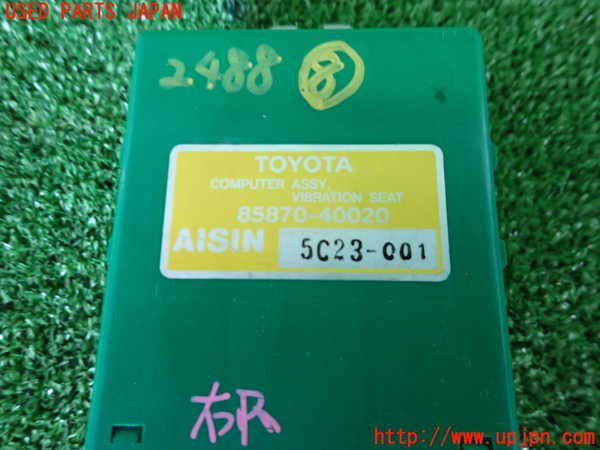 USED PARTS JAPAN
2488 ⑧
TOYOTA
COMPUTER ASSY,
VIBRATION SEAT
85870-40020
AISIN 5C23-001
右R
http://www.upjpn.com/